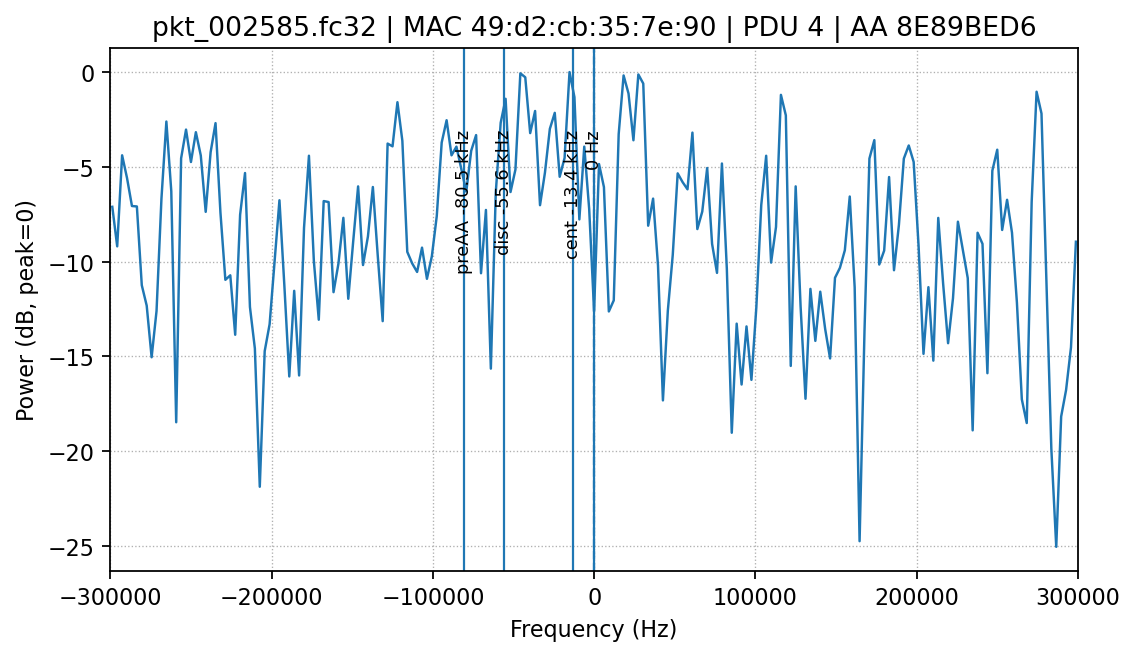 pkt_002585.fc32 | MAC 49:d2:cb:35:7e:90 | PDU 4 | AA 8E89BED6
Power (dB, peak=0)
0
−5
−10
−15
−20
−25
preAA -80.5 kHz
disc -55.6 kHz
cent -13.4 kHz
0 Hz
−300000
−200000
−100000
0
100000
200000
300000
Frequency (Hz)